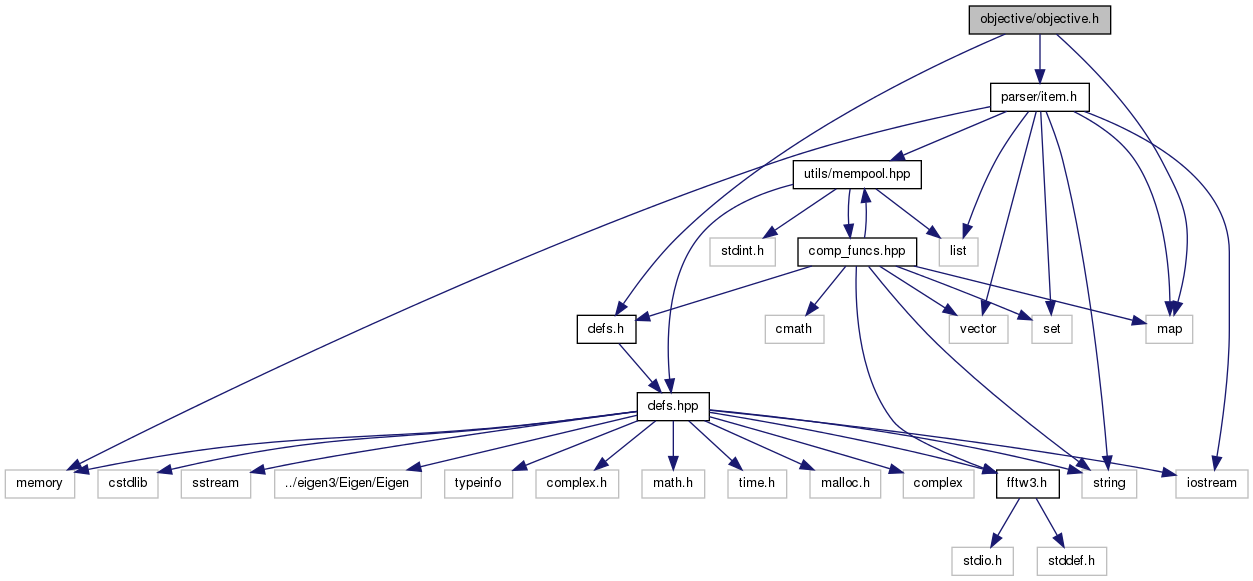 objective/objective.h
parser/item.h
utils/mempool.hpp
stdint.h
comp_funcs.hpp
list
defs.h
cmath
vector
set
map
defs.hpp
memory
cstdlib
sstream
../eigen3/Eigen/Eigen
typeinfo
complex.h
math.h
time.h
malloc.h
complex
fftw3.h
string
iostream
stdio.h
stddef.h